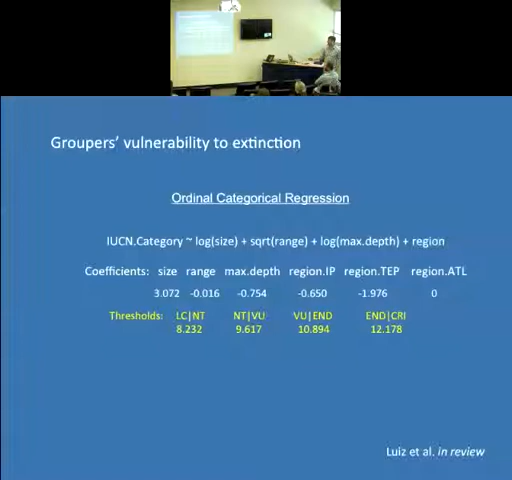 Groupers' vulnerability to extinction
Ordinal Categorical Regression
IUCN.Category ~ log(size) + sqrt(range) + log(max.depth) + region
Coefficients: size range max.depth region.IP region.TEP region.ATL
3.072 -0.016 -0.754 -0.650 -1.976 0
Thresholds: LC|NT NT|VU VU|END END|CRI
8.232 9.617 10.894 12.178
Luiz et al. in review